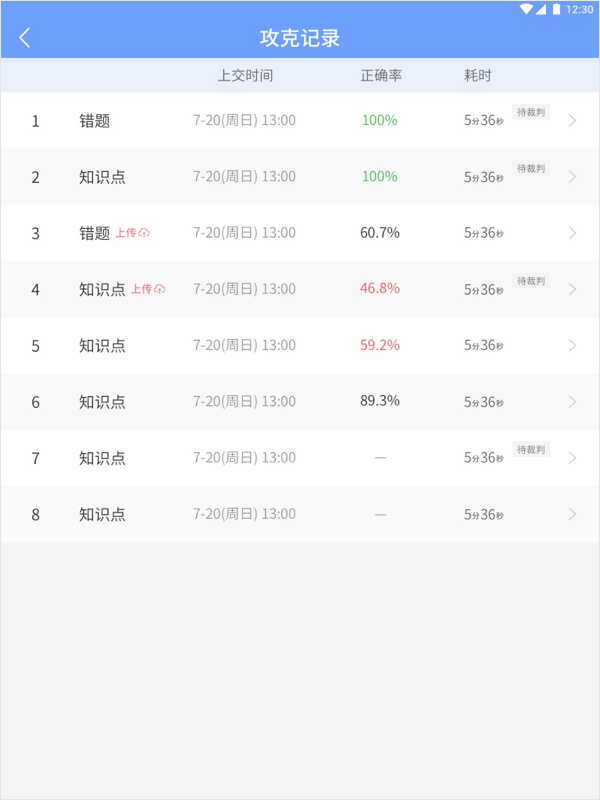 12:30
攻克记录
上交时间 正确率 耗时
1 错题 7-20(周日) 13:00 100% 5分36秒 待裁判
2 知识点 7-20(周日) 13:00 100% 5分36秒 待裁判
3 错题 上传 7-20(周日) 13:00 60.7% 5分36秒
4 知识点 上传 7-20(周日) 13:00 46.8% 5分36秒 待裁判
5 知识点 7-20(周日) 13:00 59.2% 5分36秒
6 知识点 7-20(周日) 13:00 89.3% 5分36秒
7 知识点 7-20(周日) 13:00 — 5分36秒 待裁判
8 知识点 7-20(周日) 13:00 — 5分36秒